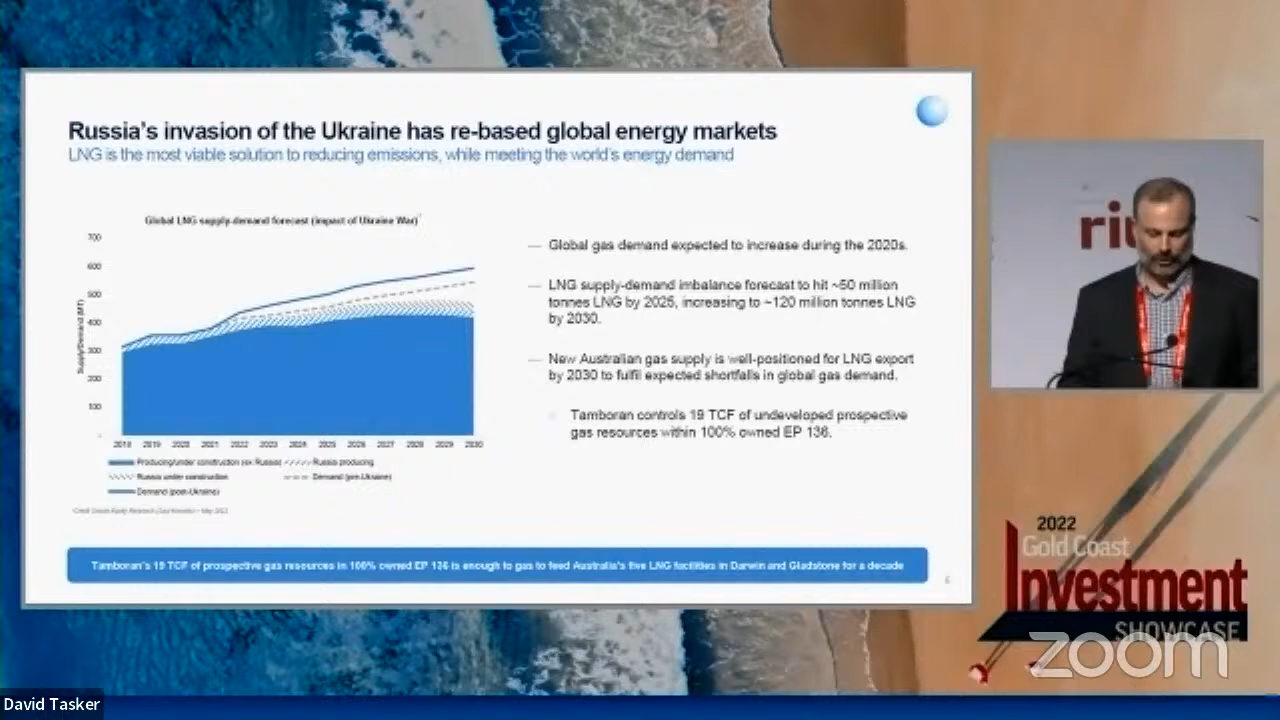 Russia's invasion of the Ukraine has re-based global energy markets
LNG is the most viable solution to reducing emissions, while meeting the world's energy demand
Global LNG supply-demand forecast (impact of Ukraine War)
700
600
500
400
300
200
100
-
Supply/Demand (MT)
2018 2019 2020 2021 2022 2023 2024 2025 2026 2027 2028 2029 2030
Producing/under construction (ex Russia) Russia producing
Russia under construction Demand (pre-Ukraine)
Demand (post-Ukraine)
— Global gas demand expected to increase during the 2020s.
— LNG supply-demand imbalance forecast to hit ~50 million
tonnes LNG by 2025, increasing to ~120 million tonnes LNG
by 2030.
— New Australian gas supply is well-positioned for LNG export
by 2030 to fulfil expected shortfalls in global gas demand.
Tamboran controls 19 TCF of undeveloped prospective
gas resources within 100% owned EP 136.
Tamboran's 19 TCF of prospective gas resources in 100% owned EP 136 is enough to gas to feed Australia's five LNG facilities in Darwin and Gladstone for a decade
2022
Gold Coast
Investment
SHOWCASE
zoom
David Tasker